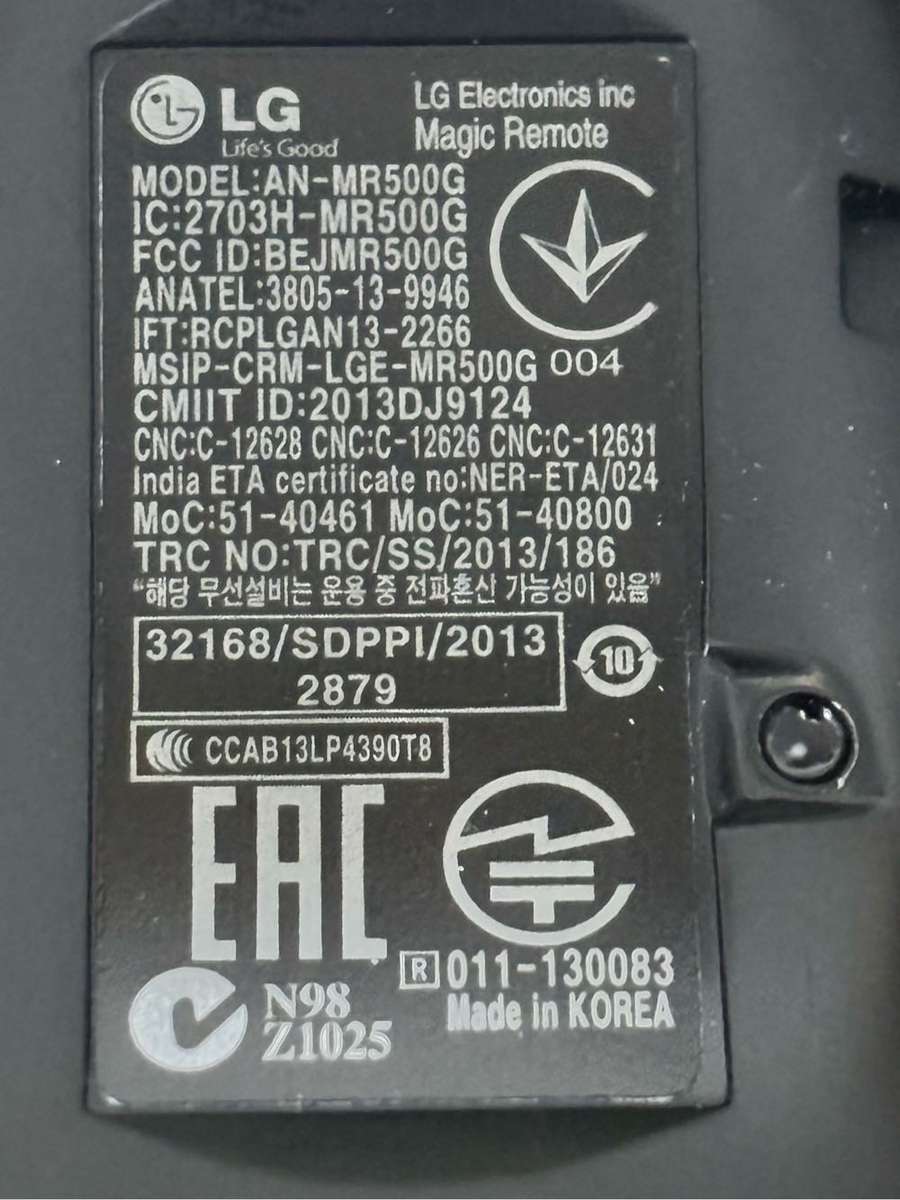 LG
Life's Good
LG Electronics inc
Magic Remote
MODEL:AN-MR500G
IC:2703H-MR500G
FCC ID:BEJMR500G
ANATEL:3805-13-9946
IFT:RCPLGAN13-2266
MSIP-CRM-LGE-MR500G
004
CMIIT ID:2013DJ9124
CNC:C-12628 CNC:C-12626 CNC:C-12631
India ETA certificate no:NER-ETA/024
MoC:51-40461 MoC:51-40800
TRC NO:TRC/SS/2013/186
"해당 무선설비는 운용 중 전파혼신 가능성이 있음"
32168/SDPPI/2013
2879
10
CCAB13LP4390T8
EAC
R 011-130083
Made in KOREA
N98
Z1025